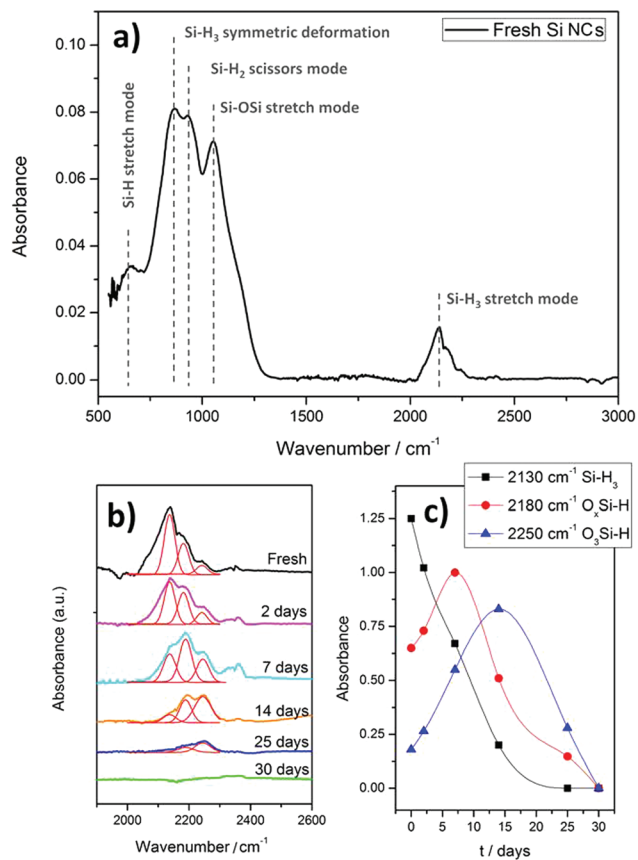 a)
Fresh Si NCs
Si-H₃ symmetric deformation
Si-H₂ scissors mode
Si-OSi stretch mode
Si-H stretch mode
Si-H₃ stretch mode
0.10
0.08
0.06
0.04
0.02
0.00
Absorbance
500 1000 1500 2000 2500 3000
Wavenumber / cm⁻¹
b)
Fresh
2 days
7 days
14 days
25 days
30 days
Absorbance (a.u.)
2000 2200 2400 2600
Wavenumber / cm⁻¹
c)
2130 cm⁻¹ Si-H₃
2180 cm⁻¹ OₓSi-H
2250 cm⁻¹ O₃Si-H
1.25
1.00
0.75
0.50
0.25
0.00
Absorbance
0 5 10 15 20 25 30
t / days